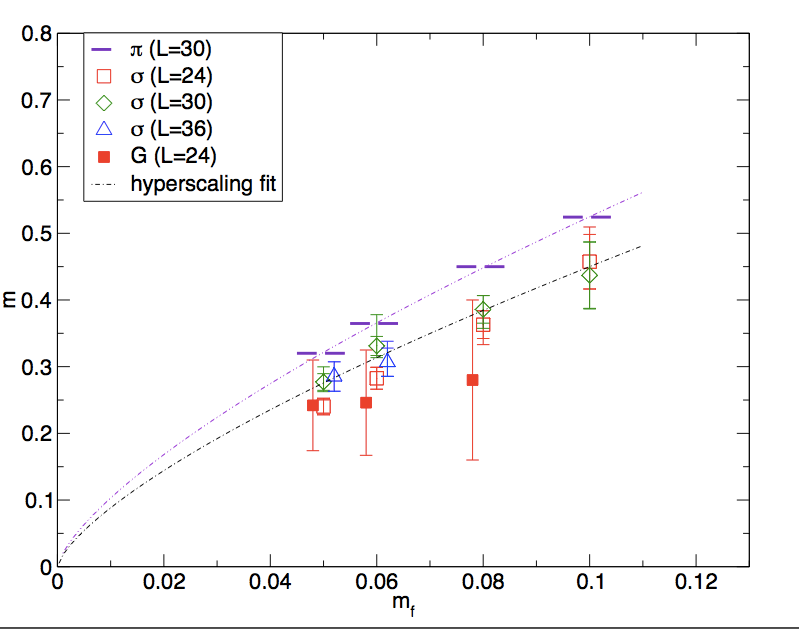 0.8
π (L=30)
σ (L=24)
0.7
σ (L=30)
σ (L=36)
0.6
G (L=24)
hyperscaling fit
0.5
m
0.4
0.3
0.2
0.1
0
0
0.02
0.04
0.06
0.08
0.1
0.12
m_f